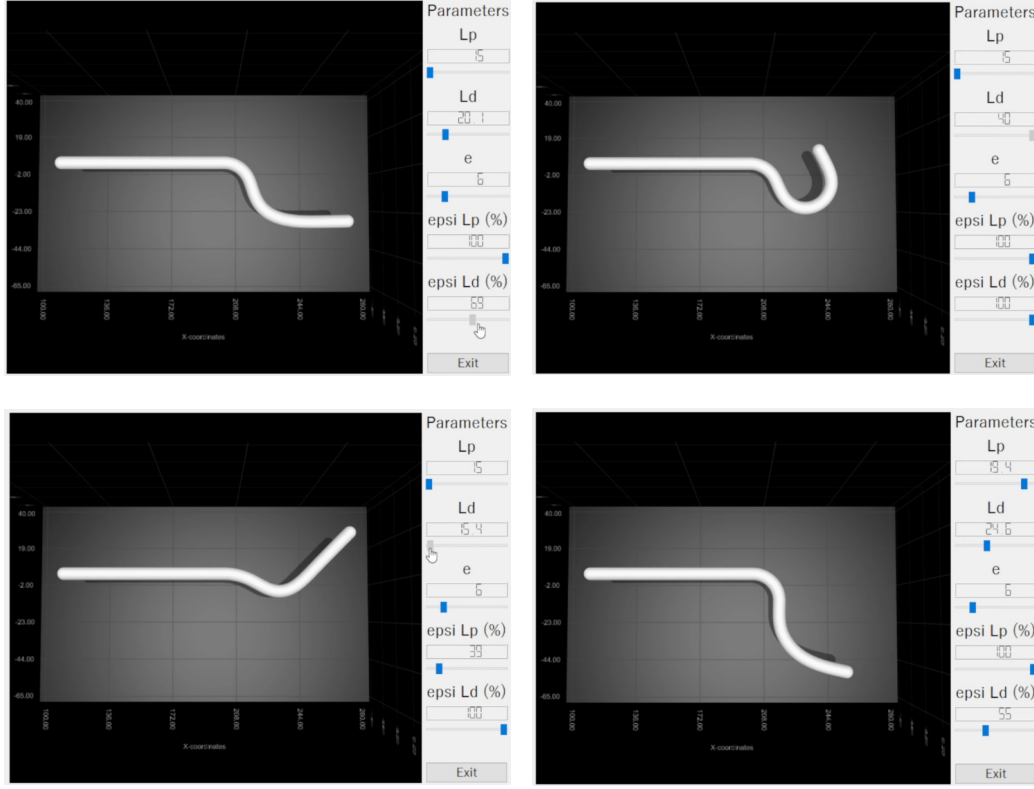 Parameters
Lp
15
Ld
20.1
e
6
epsi Lp (%)
100
epsi Ld (%)
69
Exit
40.00
19.00
-2.00
-23.00
-44.00
-65.00
100.00
136.00
172.00
208.00
244.00
280.00
X-coordinates
Parameters
Lp
15
Ld
40
e
6
epsi Lp (%)
100
epsi Ld (%)
100
Exit
40.00
19.00
-2.00
-23.00
-44.00
-65.00
100.00
136.00
172.00
208.00
244.00
280.00
X-coordinates
Parameters
Lp
15
Ld
15.4
e
6
epsi Lp (%)
39
epsi Ld (%)
100
Exit
40.00
19.00
-2.00
-23.00
-44.00
-65.00
100.00
136.00
172.00
208.00
244.00
280.00
X-coordinates
Parameters
Lp
19.4
Ld
24.6
e
6
epsi Lp (%)
100
epsi Ld (%)
55
Exit
40.00
19.00
-2.00
-23.00
-44.00
-65.00
100.00
136.00
172.00
208.00
244.00
280.00
X-coordinates